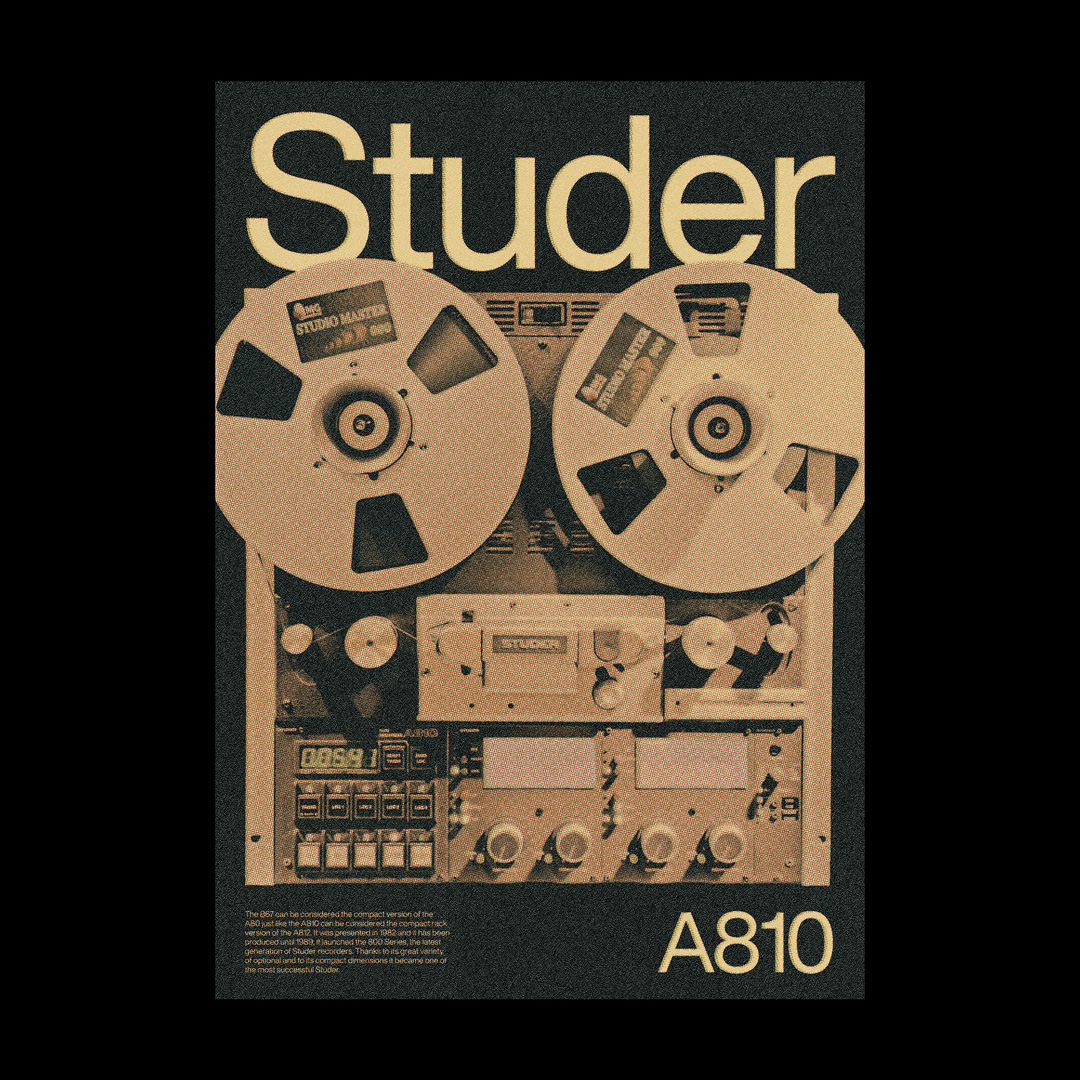 Studer
STUDIO MASTER
STUDIO MASTER
STUDER
A810
The B67 can be considered the compact version of the
A80 just like the A810 can be considered the compact rack
version of the A812. It was presented in 1982 and it has been
produced until 1989. It launched the 800 Series, the latest
generation of Studer recorders. Thanks to its great variety
of optional and to its compact dimensions it became one of
the most successful Studer.
A810